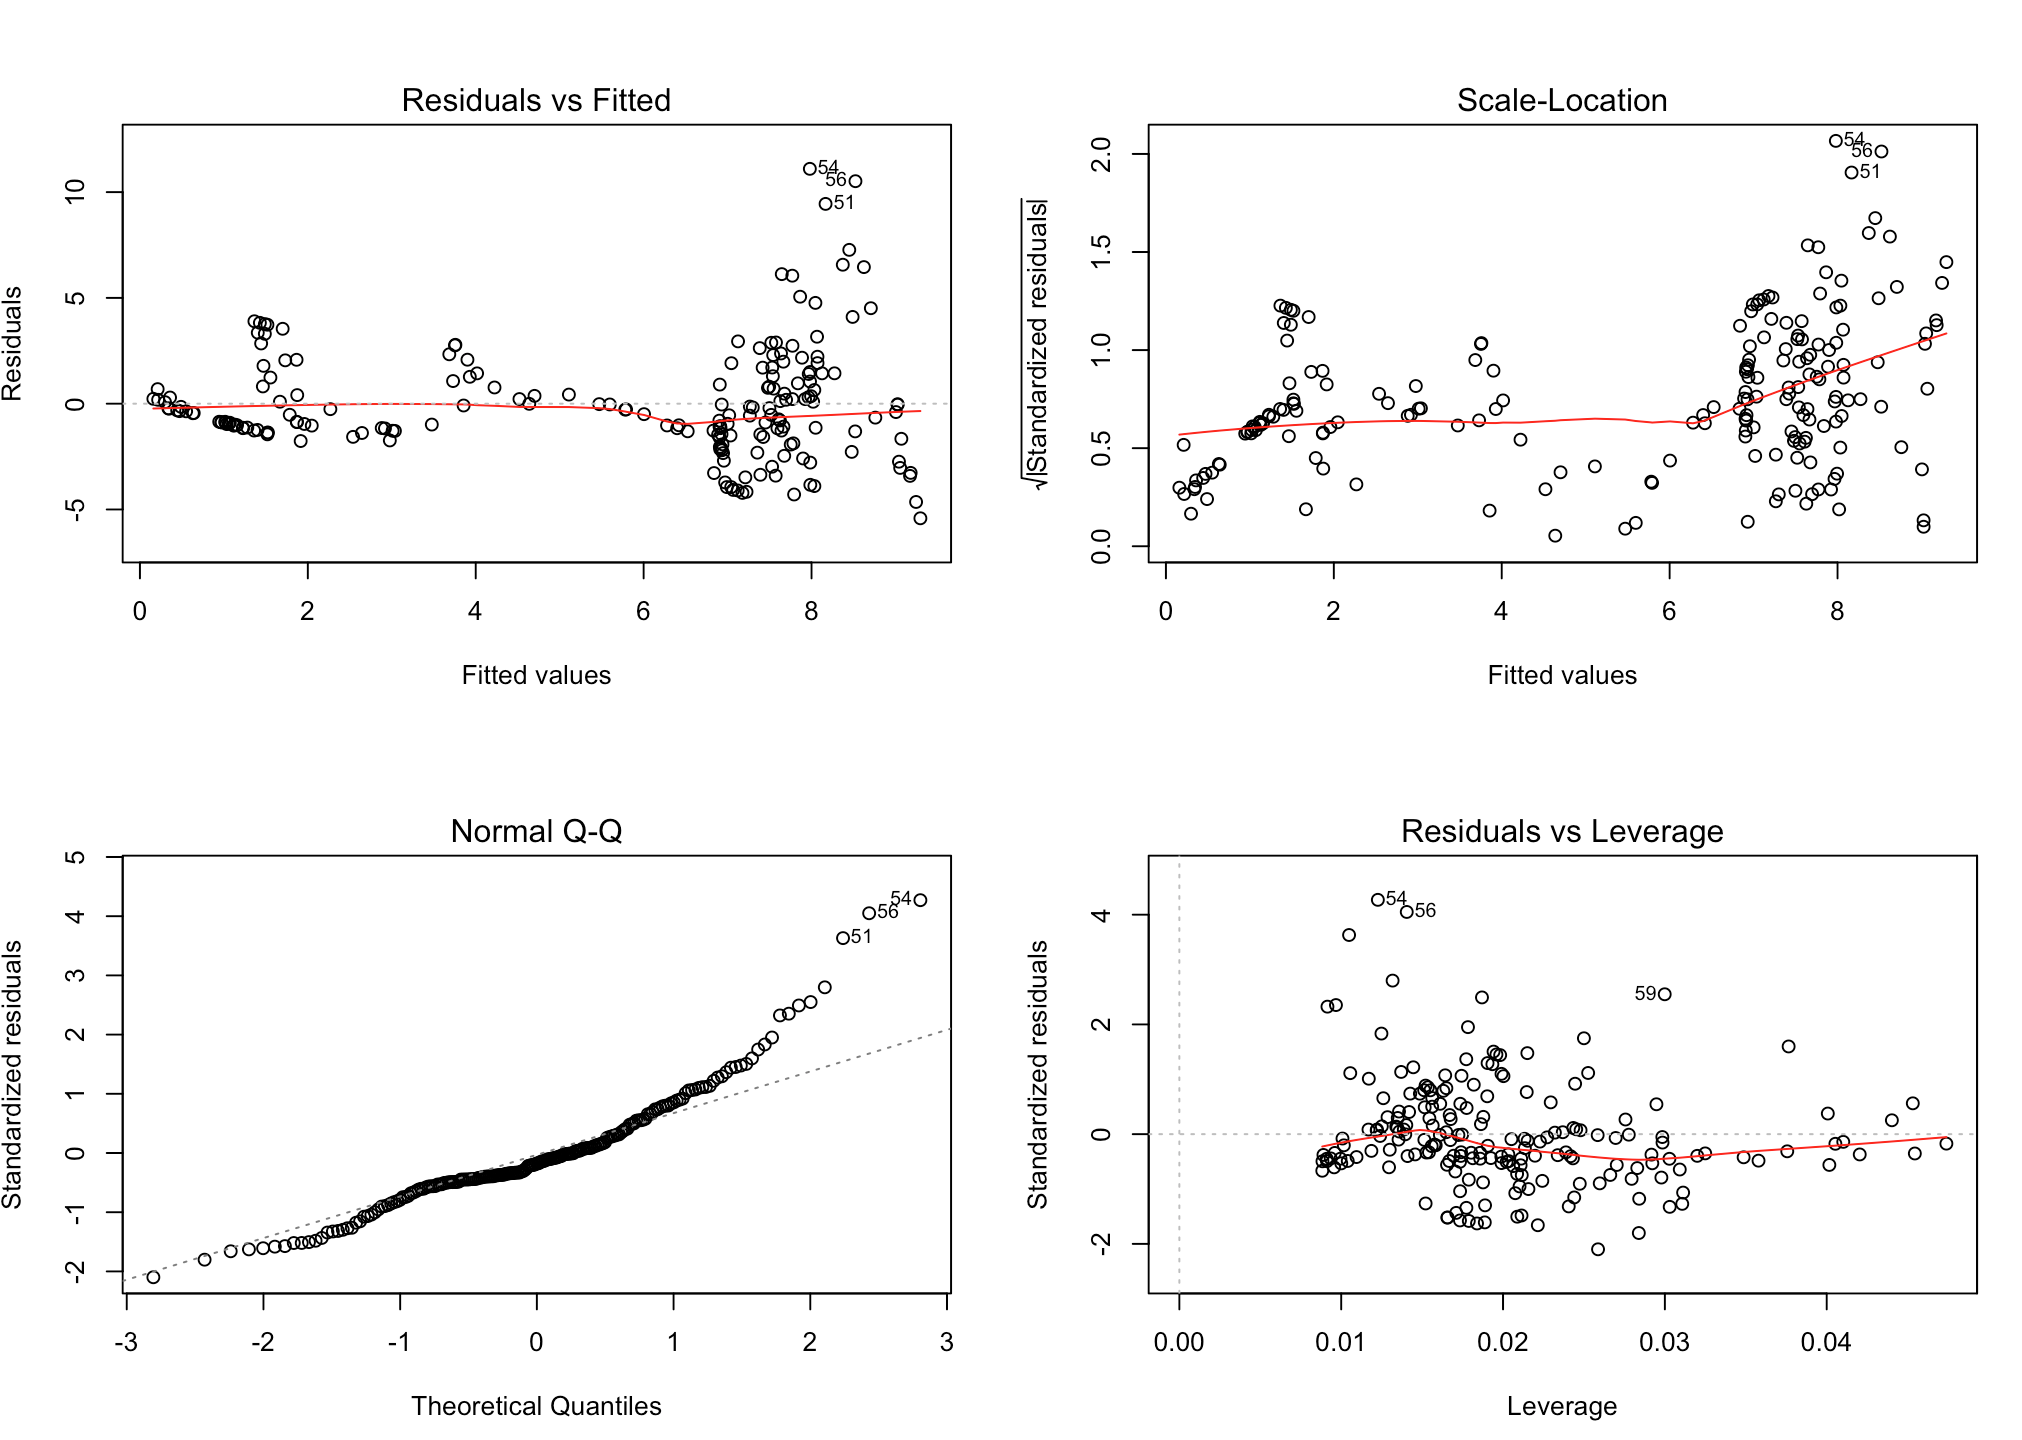 Residuals vs Fitted
Residuals
10
5
0
-5
54
56
51
0 2 4 6 8
Fitted values
Scale-Location
√|Standardized residuals|
2.0
1.5
1.0
0.5
0.0
54
56
51
0 2 4 6 8
Fitted values
Normal Q-Q
Standardized residuals
5
4
3
2
1
0
-1
-2
54
56
51
-3 -2 -1 0 1 2 3
Theoretical Quantiles
Residuals vs Leverage
Standardized residuals
4
2
0
-2
54
56
59
0.00 0.01 0.02 0.03 0.04
Leverage